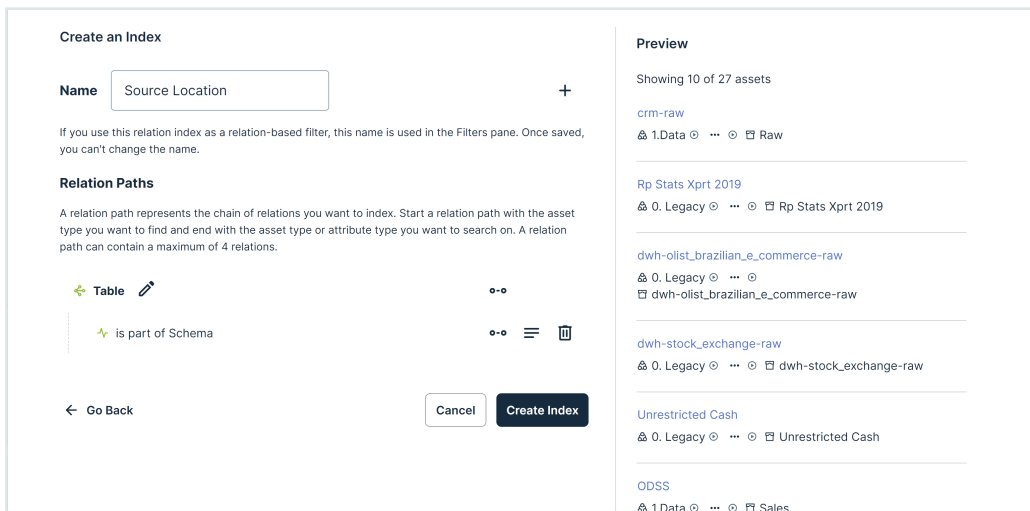 Create an Index
Name
Source Location
If you use this relation index as a relation-based filter, this name is used in the Filters pane. Once saved,
you can't change the name.
Relation Paths
A relation path represents the chain of relations you want to index. Start a relation path with the asset
type you want to find and end with the asset type or attribute type you want to search on. A relation
path can contain a maximum of 4 relations.
Table
is part of Schema
Go Back
Cancel
Create Index
Preview
Showing 10 of 27 assets
crm-raw
1.Data ··· Raw
Rp Stats Xprt 2019
0. Legacy ··· Rp Stats Xprt 2019
dwh-olist_brazilian_e_commerce-raw
0. Legacy ···
dwh-olist_brazilian_e_commerce-raw
dwh-stock_exchange-raw
0. Legacy ··· dwh-stock_exchange-raw
Unrestricted Cash
0. Legacy ··· Unrestricted Cash
ODSS
1.Data ··· Sales